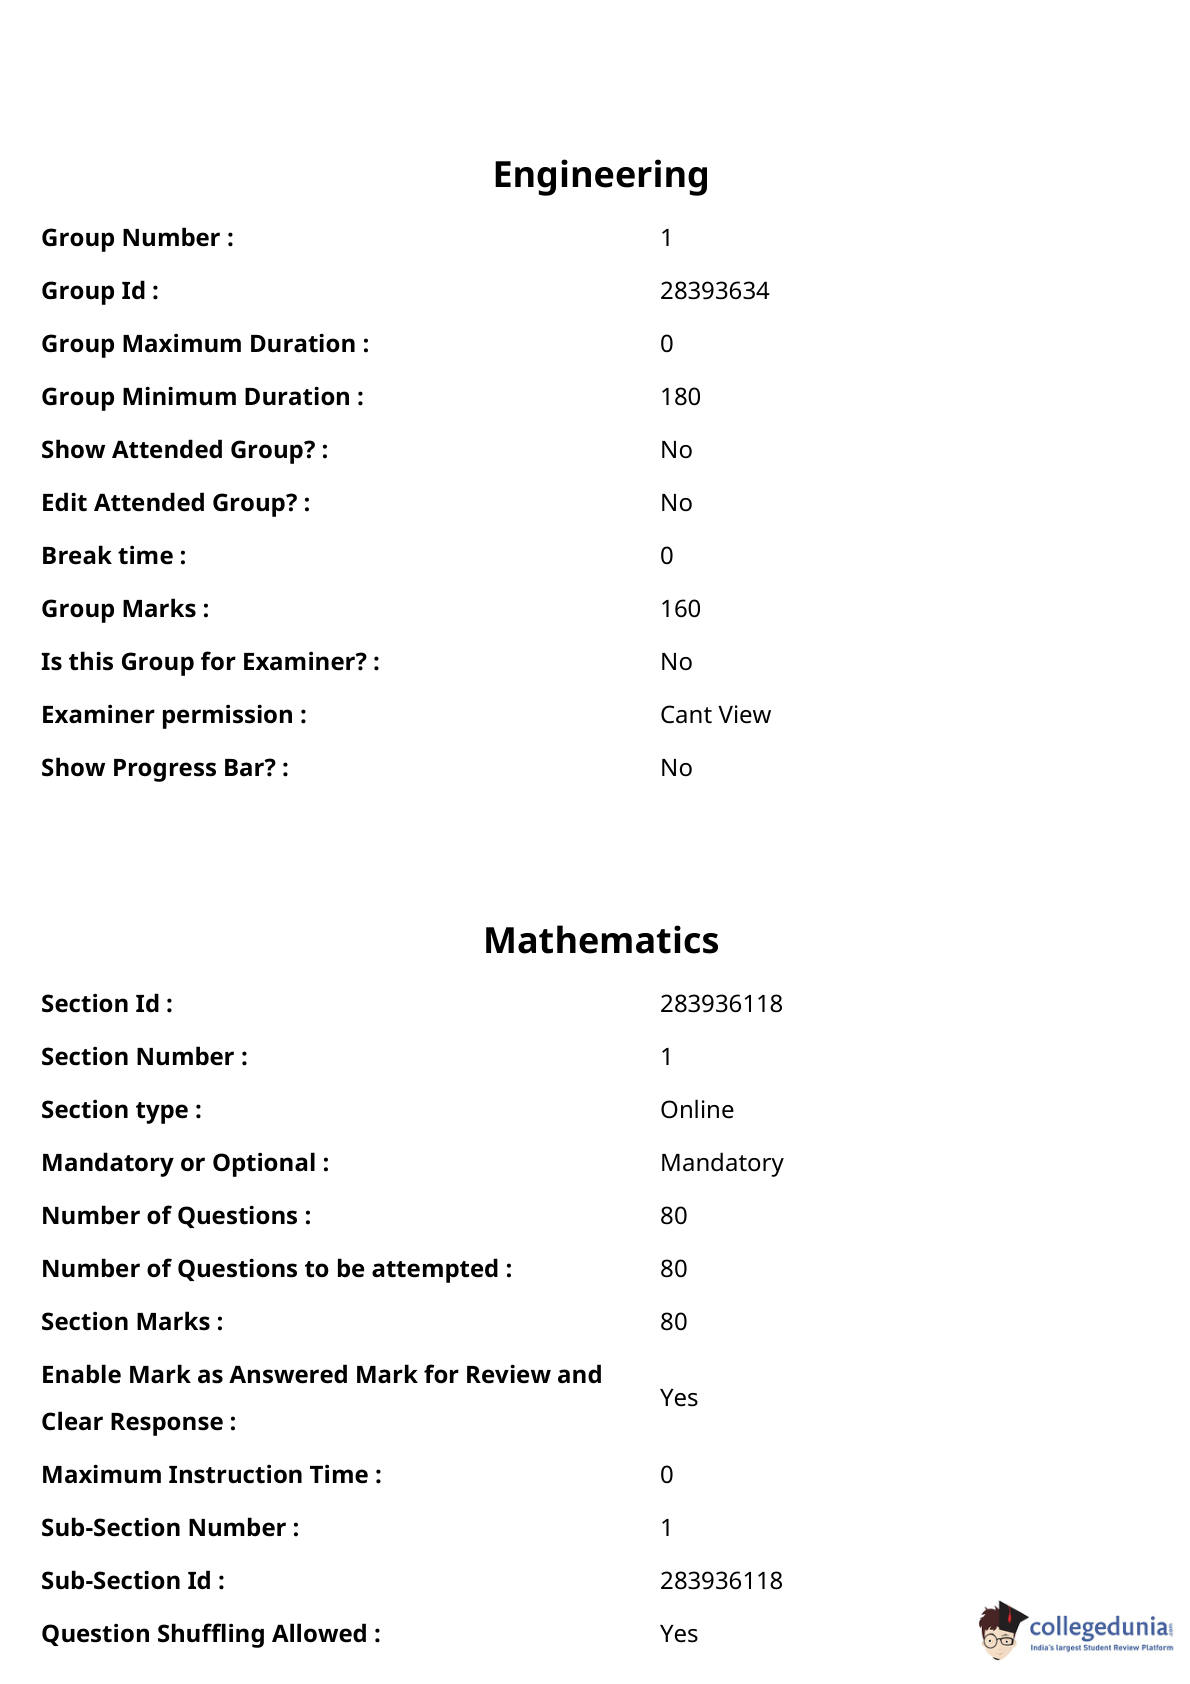 Engineering
Group Number : 1
Group Id : 28393634
Group Maximum Duration : 0
Group Minimum Duration : 180
Show Attended Group? : No
Edit Attended Group? : No
Break time : 0
Group Marks : 160
Is this Group for Examiner? : No
Examiner permission : Cant View
Show Progress Bar? : No
Mathematics
Section Id : 283936118
Section Number : 1
Section type : Online
Mandatory or Optional : Mandatory
Number of Questions : 80
Number of Questions to be attempted : 80
Section Marks : 80
Enable Mark as Answered Mark for Review and
Clear Response : Yes
Maximum Instruction Time : 0
Sub-Section Number : 1
Sub-Section Id : 283936118
Question Shuffling Allowed : Yes
collegedunia.com
India's largest Student Review Platform